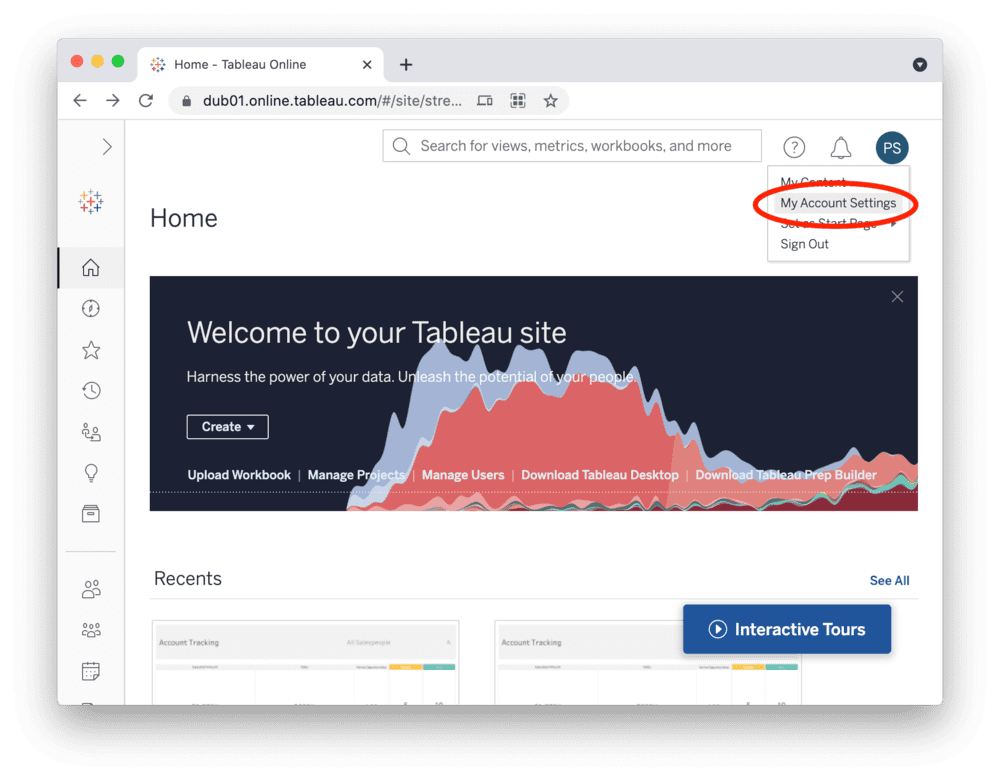 Home - Tableau Online
dub01.online.tableau.com/#/site/stre...
Search for views, metrics, workbooks, and more
?
PS
My Content
My Account Settings
Set as Start Page
Sign Out
Home
Welcome to your Tableau site
Harness the power of your data. Unleash the potential of your people.
Create
Upload Workbook | Manage Projects | Manage Users | Download Tableau Desktop | Download Tableau Prep Builder
Recents
See All
Interactive Tours
Account Tracking
All Salespeople
Account Tracking